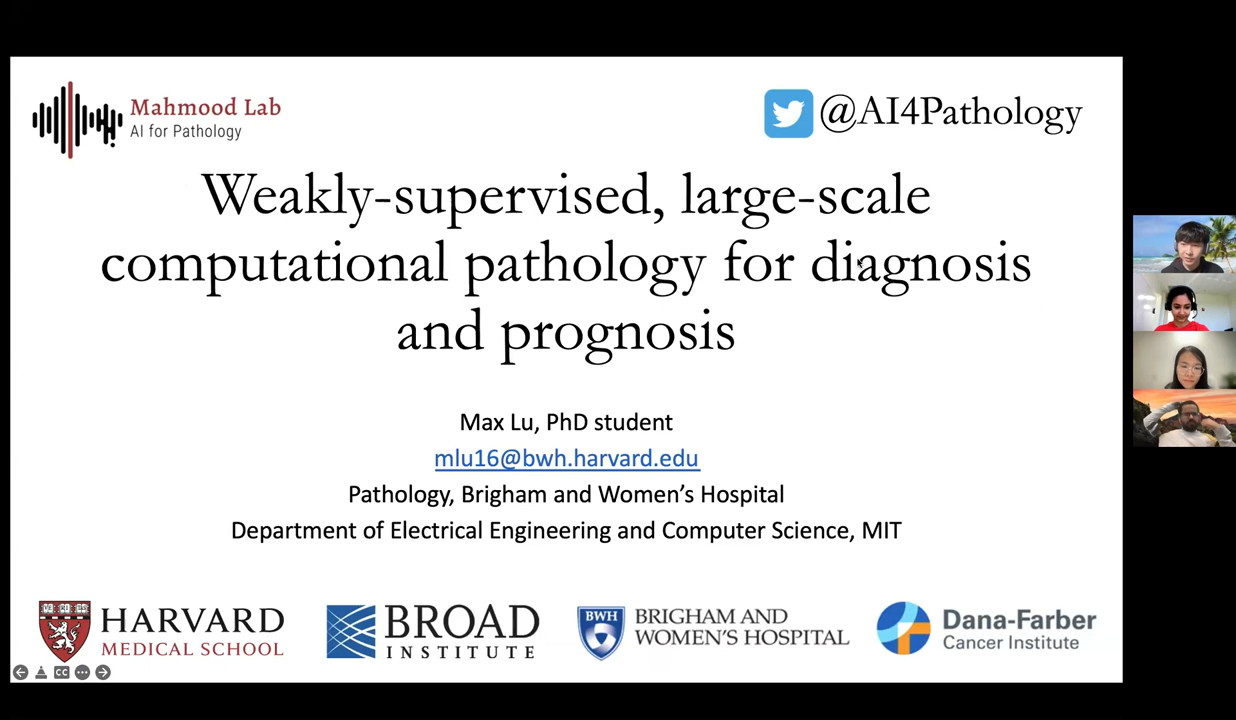 Mahmood Lab
AI for Pathology
@AI4Pathology
Weakly-supervised, large-scale
computational pathology for diagnosis
and prognosis
Max Lu, PhD student
mlu16@bwh.harvard.edu
Pathology, Brigham and Women's Hospital
Department of Electrical Engineering and Computer Science, MIT
HARVARD
MEDICAL SCHOOL
BROAD
INSTITUTE
BWH
BRIGHAM AND
WOMEN'S HOSPITAL
Dana-Farber
Cancer Institute
CC